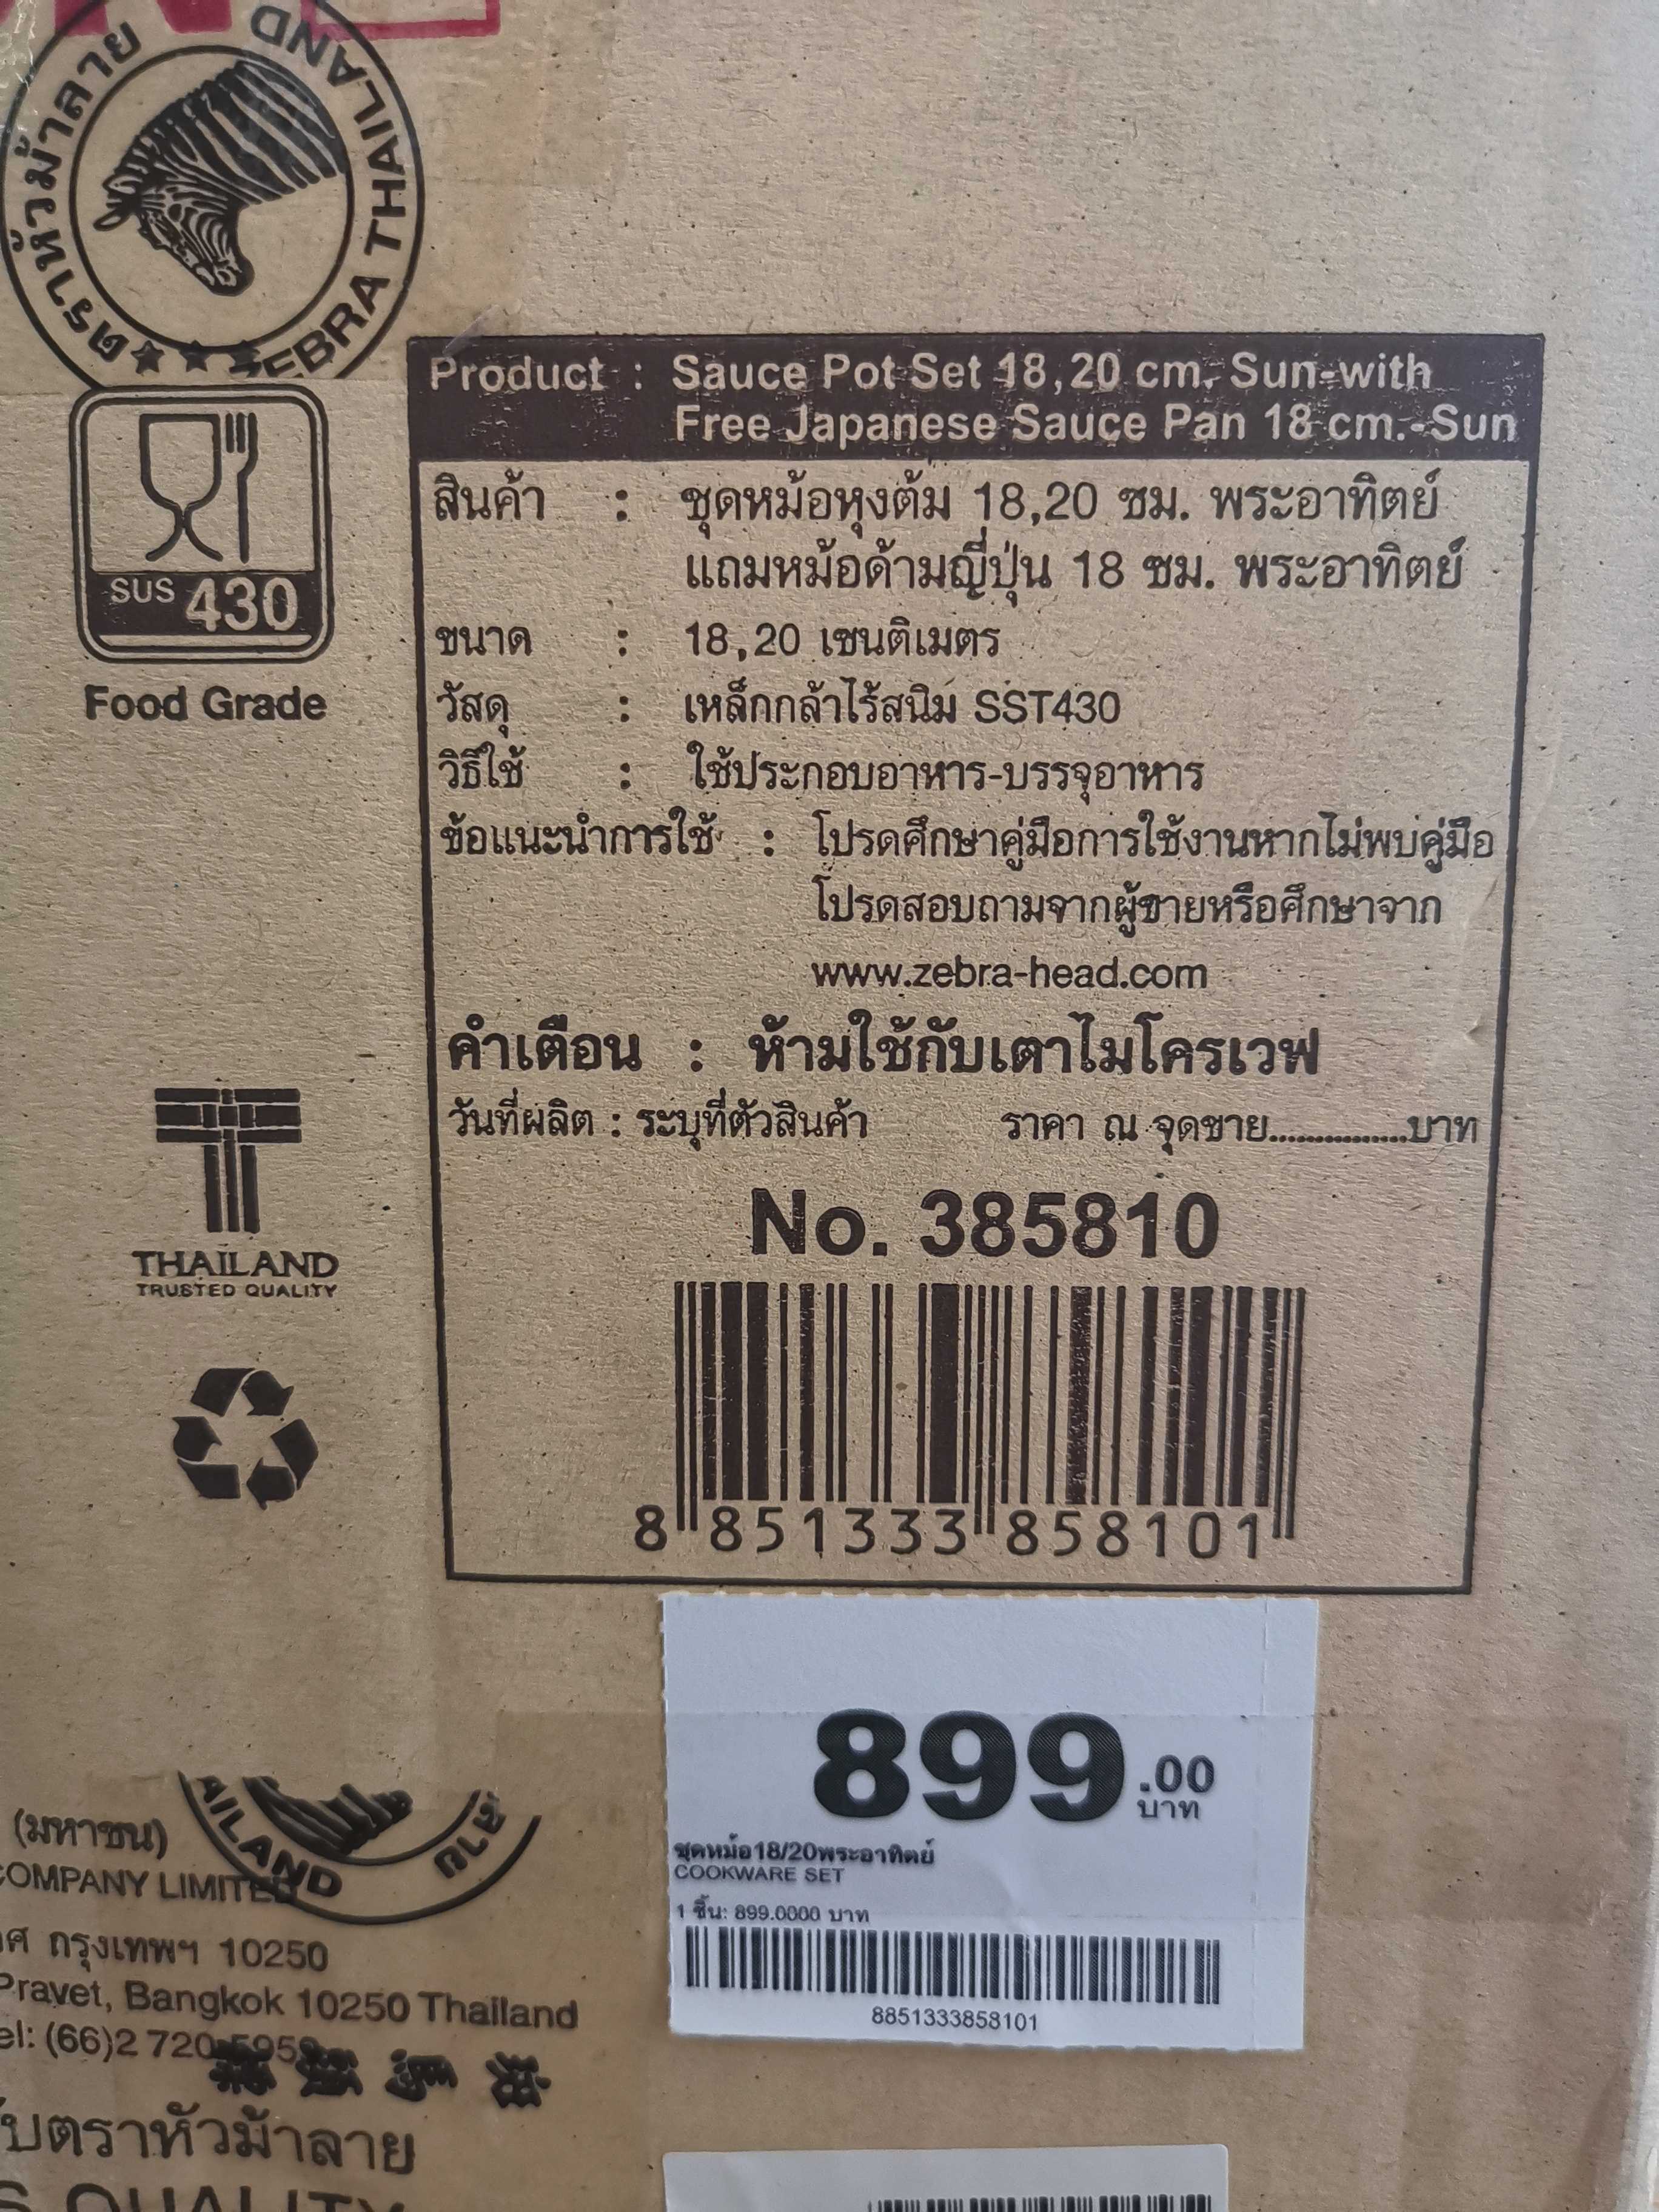 ตราหัวม้าลาย
ZEBRA THAILAND
SUS 430
Food Grade
Product : Sauce Pot Set 18,20 cm. Sun-with
Free Japanese Sauce Pan 18 cm.-Sun
สินค้า : ชุดหม้อหุงต้ม 18,20 ซม. พระอาทิตย์
แถมหม้อด้ามญี่ปุ่น 18 ซม. พระอาทิตย์
ขนาด : 18,20 เซนติเมตร
วัสดุ : เหล็กกล้าไร้สนิม SST430
วิธีใช้ : ใช้ประกอบอาหาร-บรรจุอาหาร
ข้อแนะนำการใช้ : โปรดศึกษาคู่มือการใช้งานหากไม่พบคู่มือ
โปรดสอบถามจากผู้ขายหรือศึกษาจาก
www.zebra-head.com
คำเตือน : ห้ามใช้กับเตาไมโครเวฟ
วันที่ผลิต : ระบุที่ตัวสินค้า ราคา ณ จุดขาย...............บาท
THAILAND
TRUSTED QUALITY
No. 385810
8 851333 858101
899.00
บาท
ชุดหม้อ18/20พระอาทิตย์
COOKWARE SET
1 ชิ้น: 899.0000 บาท
8851333858101
(มหาชน)
COMPANY LIMITED
AILAND
กรุงเทพฯ 10250
Pravet, Bangkok 10250 Thailand
el: (66)2 720
บตราหัวม้าลาย
QUALITY